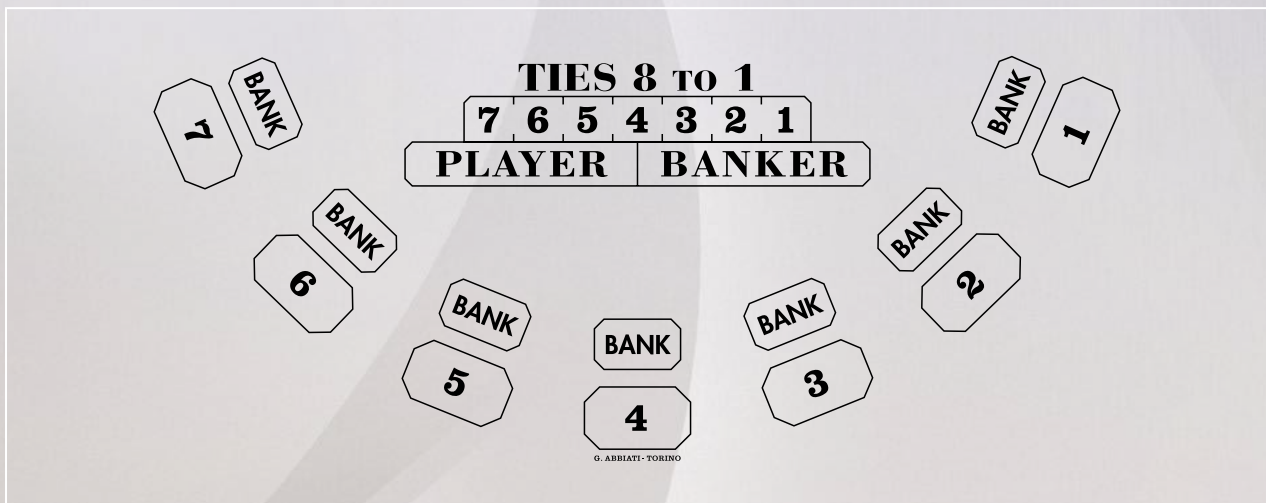 TIES 8 TO 1
7 6 5 4 3 2 1
PLAYER BANKER
BANK
7
BANK
6
BANK
5
BANK
4
BANK
3
BANK
2
BANK
1
G. ABBIATI - TORINO